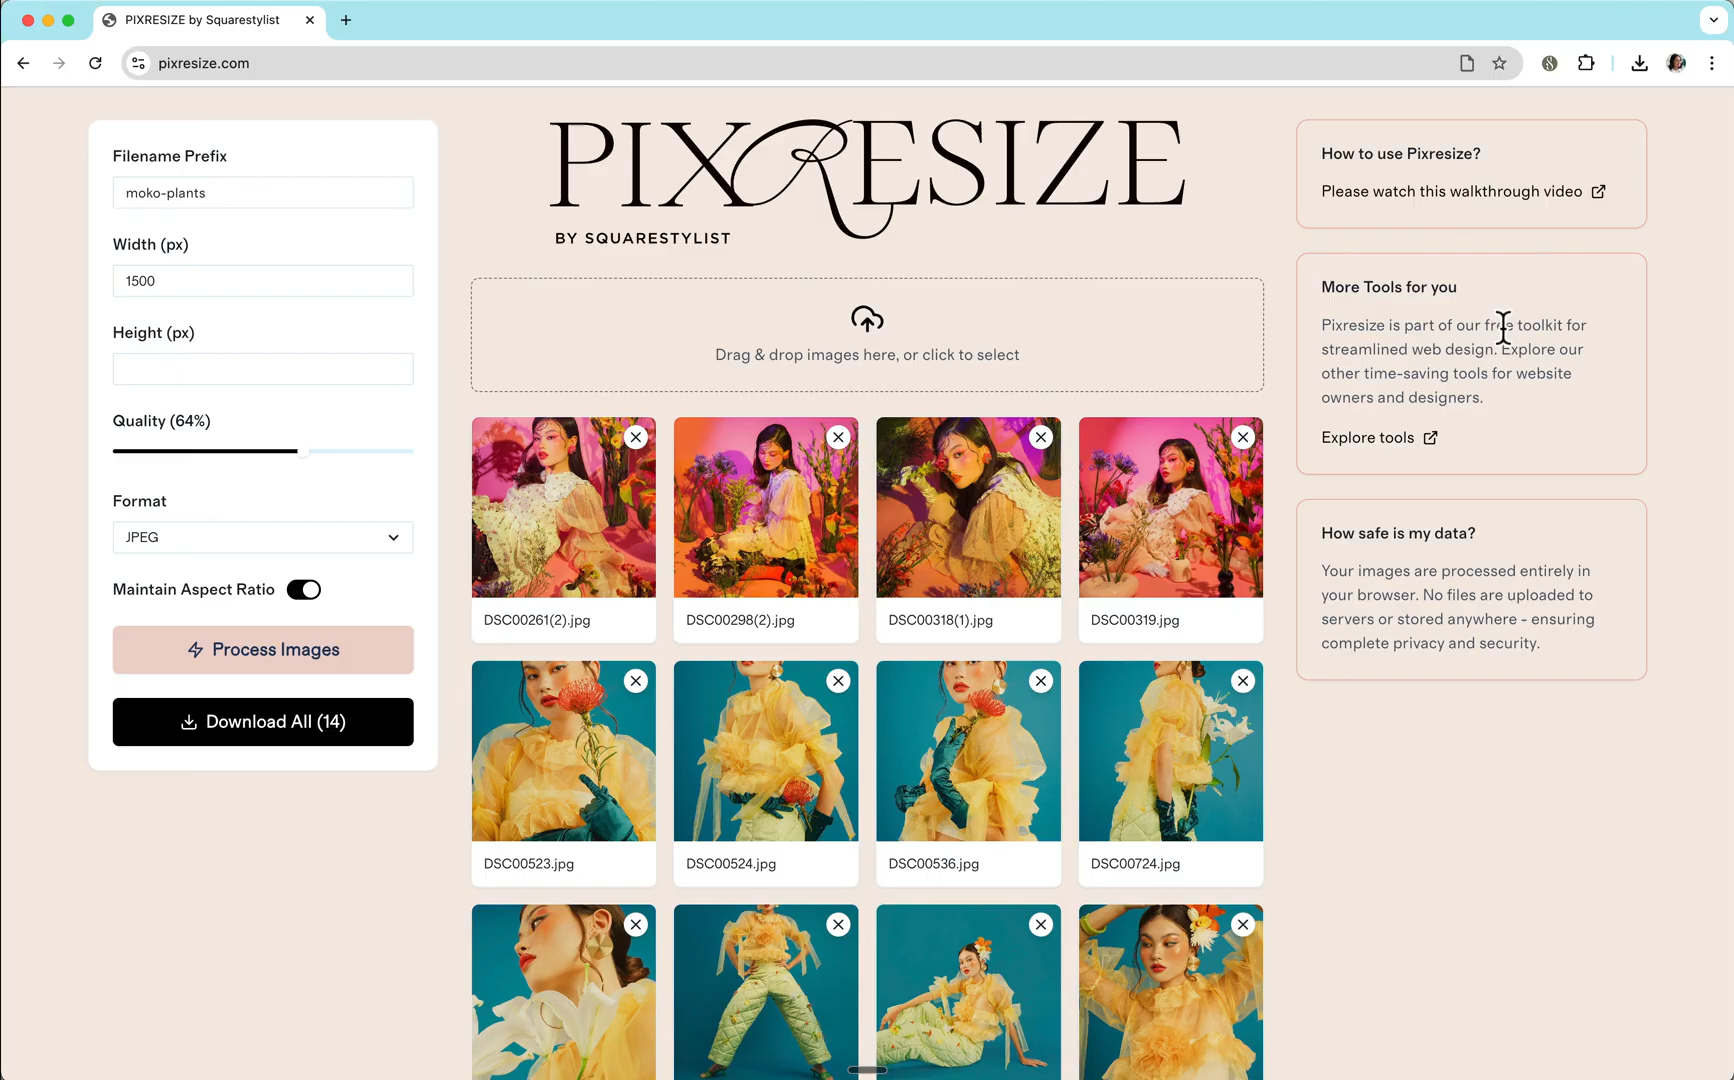 PIXRESIZE by Squarestylist
pixresize.com
Filename Prefix
moko-plants
Width (px)
1500
Height (px)
Quality (64%)
Format
JPEG
Maintain Aspect Ratio
Process Images
Download All (14)
PIXRESIZE
BY SQUARESTYLIST
Drag & drop images here, or click to select
DSC00261(2).jpg
DSC00298(2).jpg
DSC00318(1).jpg
DSC00319.jpg
DSC00523.jpg
DSC00524.jpg
DSC00536.jpg
DSC00724.jpg
How to use Pixresize?
Please watch this walkthrough video
More Tools for you
Pixresize is part of our free toolkit for
streamlined web design. Explore our
other time-saving tools for website
owners and designers.
Explore tools
How safe is my data?
Your images are processed entirely in
your browser. No files are uploaded to
servers or stored anywhere - ensuring
complete privacy and security.